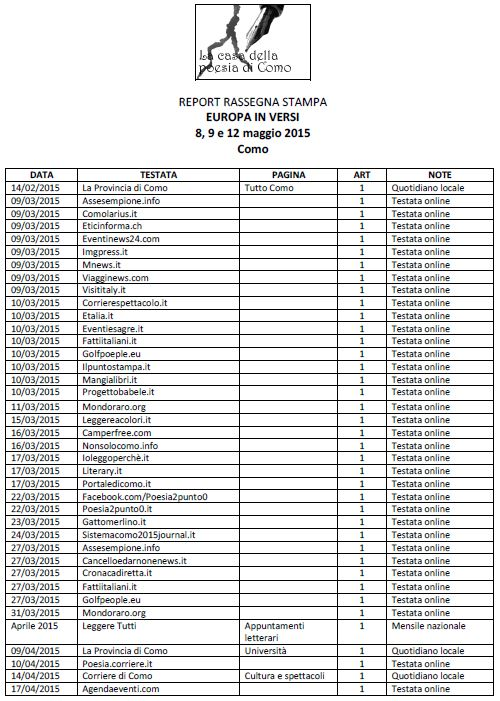 La casa della
poesia di Como
REPORT RASSEGNA STAMPA
EUROPA IN VERSI
8, 9 e 12 maggio 2015
Como
DATA TESTATA PAGINA ART NOTE
14/02/2015 La Provincia di Como Tutto Como 1 Quotidiano locale
09/03/2015 Assesempione.info 1 Testata online
09/03/2015 Comolarius.it 1 Testata online
09/03/2015 Eticinforma.ch 1 Testata online
09/03/2015 Eventinews24.com 1 Testata online
09/03/2015 Imgpress.it 1 Testata online
09/03/2015 Mnews.it 1 Testata online
09/03/2015 Viagginews.com 1 Testata online
09/03/2015 Visititaly.it 1 Testata online
10/03/2015 Corrierespettacolo.it 1 Testata online
10/03/2015 Etalia.it 1 Testata online
10/03/2015 Eventiesagre.it 1 Testata online
10/03/2015 Fattiitaliani.it 1 Testata online
10/03/2015 Golfpoeple.eu 1 Testata online
10/03/2015 Ilpuntostampa.it 1 Testata online
10/03/2015 Mangialibri.it 1 Testata online
10/03/2015 Progettobabele.it 1 Testata online
11/03/2015 Mondoraro.org 1 Testata online
15/03/2015 Leggereacolori.it 1 Testata online
16/03/2015 Camperfree.com 1 Testata online
16/03/2015 Nonsolocomo.info 1 Testata online
17/03/2015 Ioleggoperchè.it 1 Testata online
17/03/2015 Literary.it 1 Testata online
17/03/2015 Portaledicomo.it 1 Testata online
22/03/2015 Facebook.com/Poesia2punto0 1 Testata online
22/03/2015 Poesia2punto0.it 1 Testata online
23/03/2015 Gattomerlino.it 1 Testata online
24/03/2015 Sistemacomo2015journal.it 1 Testata online
27/03/2015 Assesempione.info 1 Testata online
27/03/2015 Cancelloedarnonenews.it 1 Testata online
27/03/2015 Cronacadiretta.it 1 Testata online
27/03/2015 Fattiitaliani.it 1 Testata online
27/03/2015 Golfpeople.eu 1 Testata online
31/03/2015 Mondoraro.org 1 Testata online
Aprile 2015 Leggere Tutti Appuntamenti 1 Mensile nazionale
letterari
09/04/2015 La Provincia di Como Università 1 Quotidiano locale
10/04/2015 Poesia.corriere.it 1 Testata online
14/04/2015 Corriere di Como Cultura e spettacoli 1 Quotidiano locale
17/04/2015 Agendaeventi.com 1 Testata online